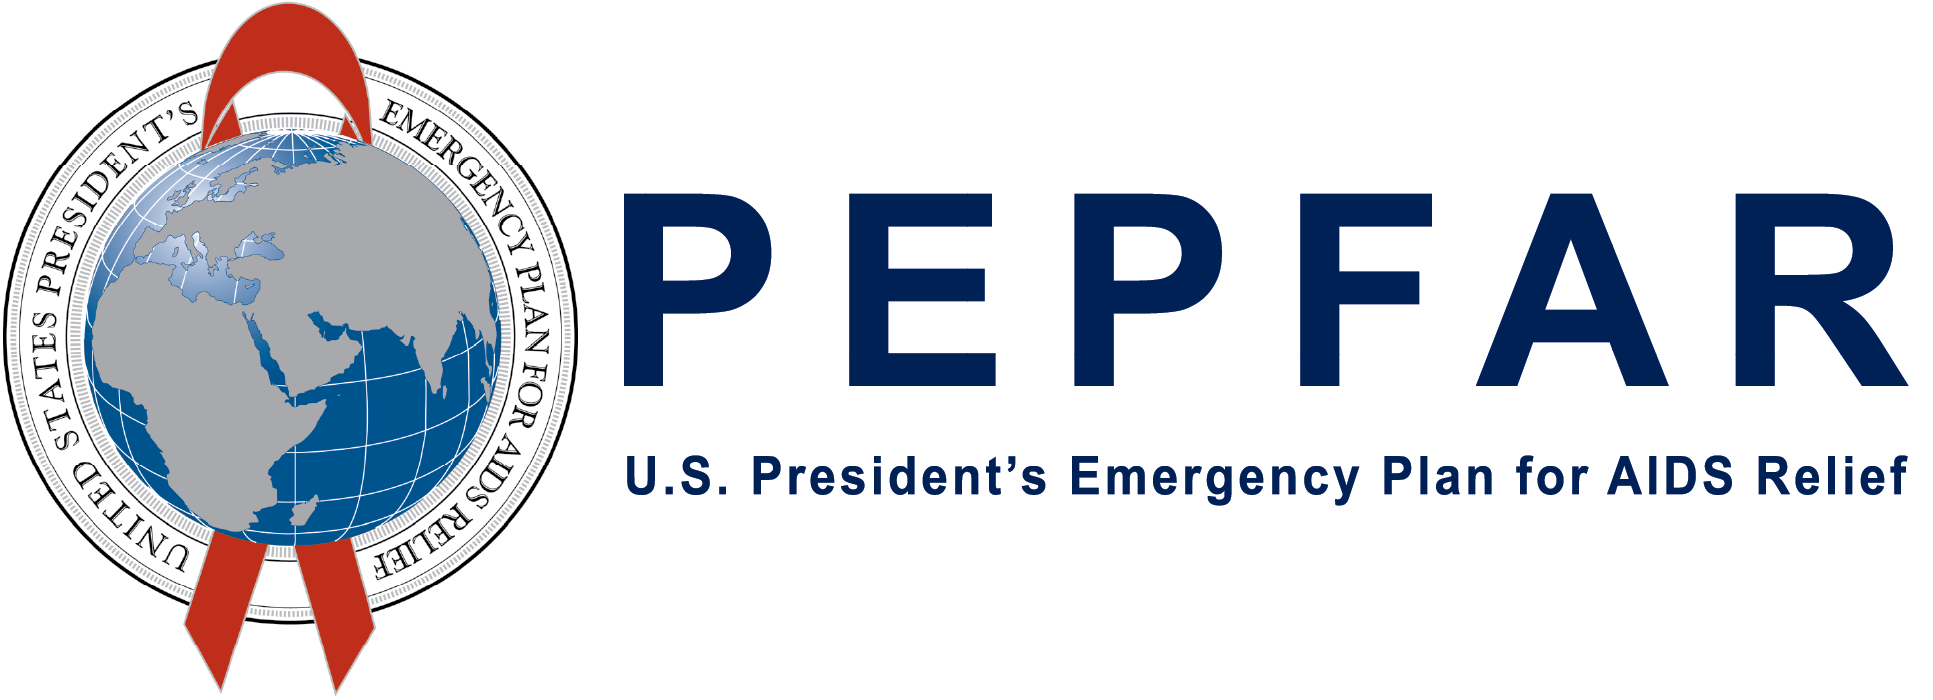 UNITED STATES PRESIDENT'S EMERGENCY PLAN FOR AIDS RELIEF
PEPFAR
U.S. President’s Emergency Plan for AIDS Relief